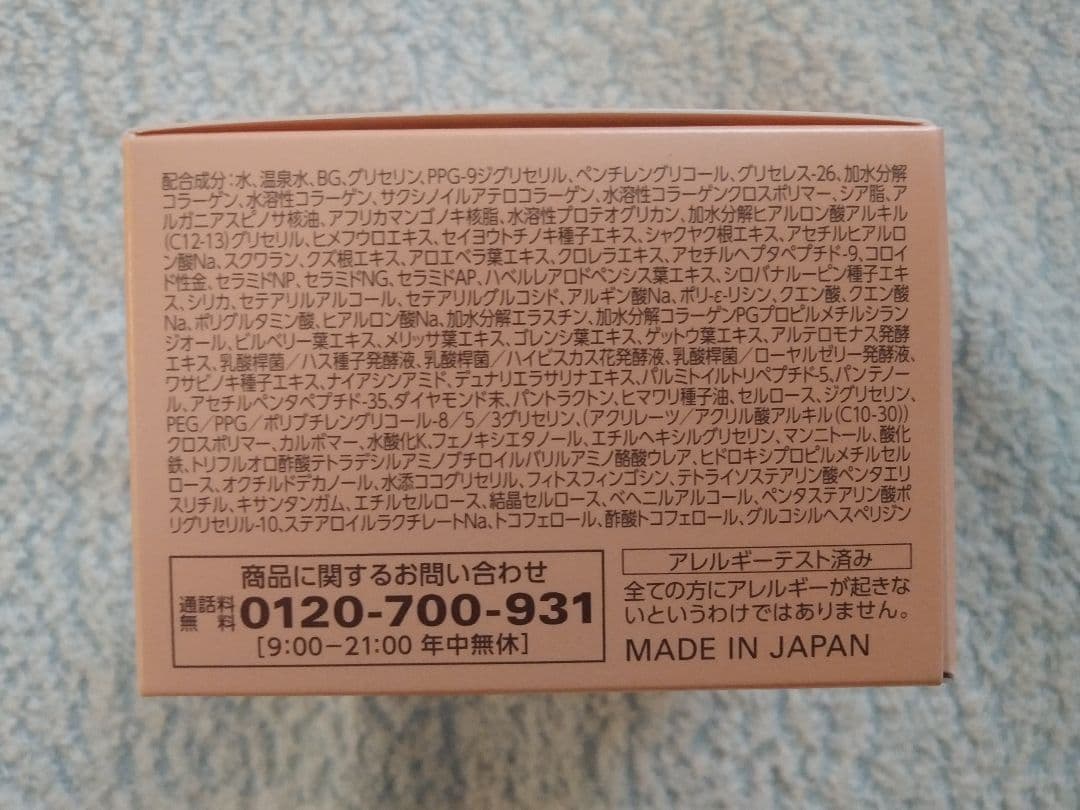 配合成分：水、温泉水、BG、グリセリン、PPG-9ジグリセリル、ペンチレングリコール、グリセレス-26、加水分解
コラーゲン、水溶性コラーゲン、サクシノイルアテロコラーゲン、水溶性コラーゲンクロスポリマー、シア脂、ア
ルガニアスピノサ核油、アフリカマンゴノキ核脂、水溶性プロテオグリカン、加水分解ヒアルロン酸アルキル
(C12-13)グリセリル、ヒメフウロエキス、セイヨウトチノキ種子エキス、シャクヤク根エキス、アセチルヒアルロ
ン酸Na、スクワラン、クズ根エキス、アロエベラ葉エキス、クロレラエキス、アセチルヘプタペプチド-9、コロイ
ド性金、セラミドNP、セラミドNG、セラミドAP、ハベルレアロドペンシス葉エキス、シロバナルーピン種子エキ
ス、シリカ、セテアリルアルコール、セテアリルグルコシド、アルギン酸Na、ポリ-ε-リシン、クエン酸、クエン酸
Na、ポリグルタミン酸、ヒアルロン酸Na、加水分解エラスチン、加水分解コラーゲンPGプロピルメチルシラン
ジオール、ビルベリー葉エキス、メリッサ葉エキス、ゴレンシ葉エキス、ゲットウ葉エキス、アルテロモナス発酵
エキス、乳酸桿菌／ハス種子発酵液、乳酸桿菌／ハイビスカス花発酵液、乳酸桿菌／ローヤルゼリー発酵液、
ワサビノキ種子エキス、ナイアシンアミド、デュナリエラサリナエキス、パルミトイルトリペプチド-5、パンテノー
ル、アセチルペンタペプチド-35、ダイヤモンド末、パントラクトン、ヒマワリ種子油、セルロース、ジグリセリン、
PEG／PPG／ポリブチレングリコール-8／5／3グリセリン、(アクリレーツ／アクリル酸アルキル(C10-30))
クロスポリマー、カルボマー、水酸化K、フェノキシエタノール、エチルヘキシルグリセリン、マンニトール、酸化
鉄、トリフルオロ酢酸テトラデシルアミノブチロイルバリルアミノ酪酸ウレア、ヒドロキシプロピルメチルセル
ロース、オクチルドデカノール、水添ココグリセリル、フィトスフィンゴシン、テトライソステアリン酸ペンタエリ
スリチル、キサンタンガム、エチルセルロース、結晶セルロース、ベヘニルアルコール、ペンタステアリン酸ポ
リグリセリル-10、ステアロイルラクチレートNa、トコフェロール、酢酸トコフェロール、グルコシルヘスペリジン
商品に関するお問い合わせ
通話料無料 0120-700-931
[9:00－21:00 年中無休]
アレルギーテスト済み
全ての方にアレルギーが起きな
いというわけではありません。
MADE IN JAPAN